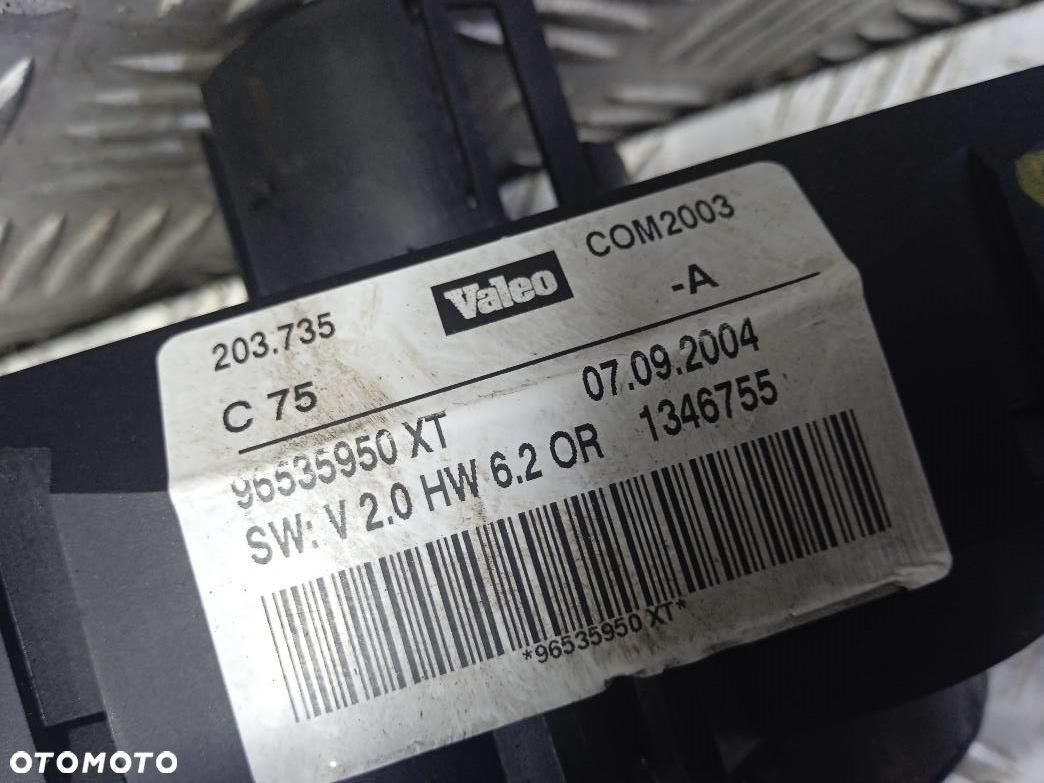 203.735 Valeo COM2003
C 75 -A
96535950 XT 07.09.2004
SW: V 2.0 HW 6.2 OR 1346755
*96535950 XT*
OTOMOTO